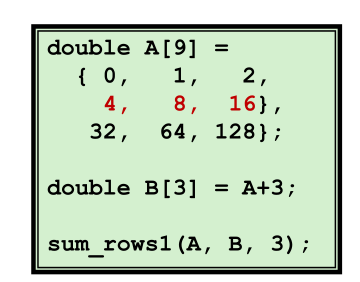 double A[9] =
{ 0, 1, 2,
4, 8, 16},
32, 64, 128};
double B[3] = A+3;
sum_rows1(A, B, 3);